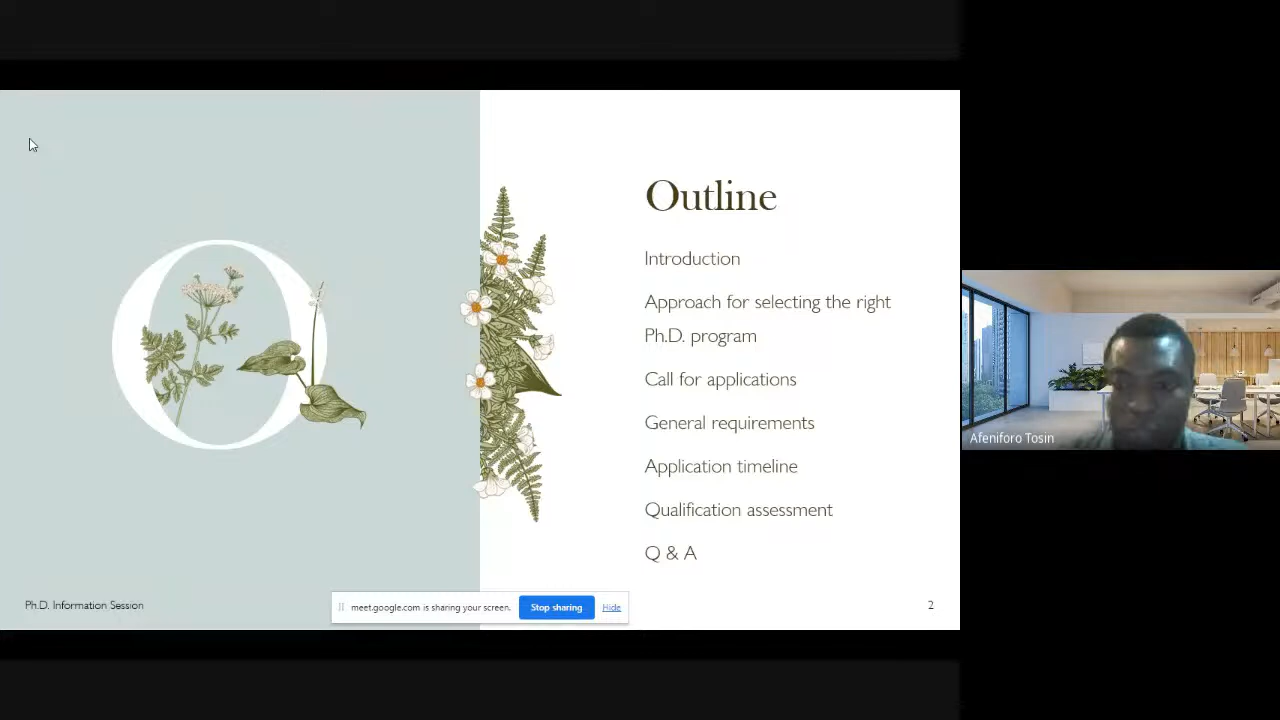 Outline
Introduction
Approach for selecting the right
Ph.D. program
Call for applications
General requirements
Application timeline
Qualification assessment
Q & A
Ph.D. Information Session
meet.google.com is sharing your screen.
Stop sharing
Hide
2
Afeniforo Tosin